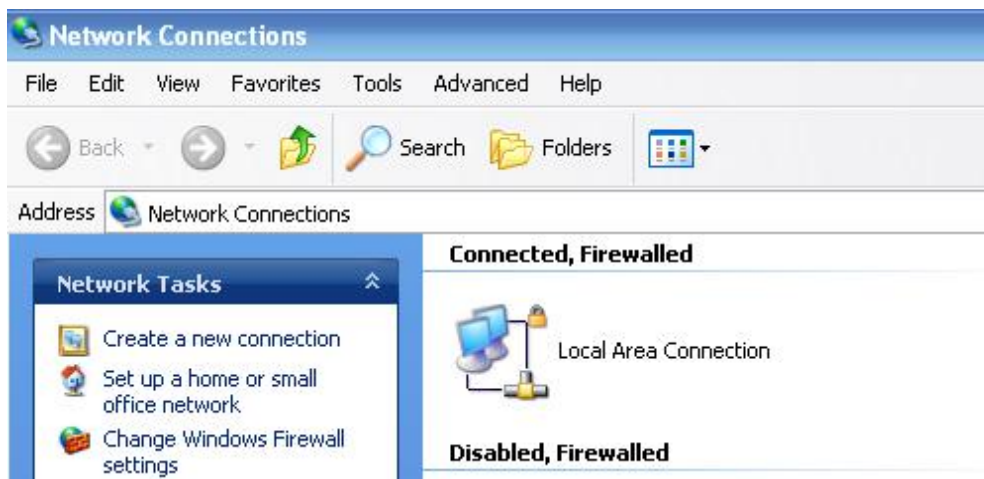 Network Connections
File Edit View Favorites Tools Advanced Help
Back Search Folders
Address Network Connections
Network Tasks
Create a new connection
Set up a home or small
office network
Change Windows Firewall
settings
Connected, Firewalled
Local Area Connection
Disabled, Firewalled